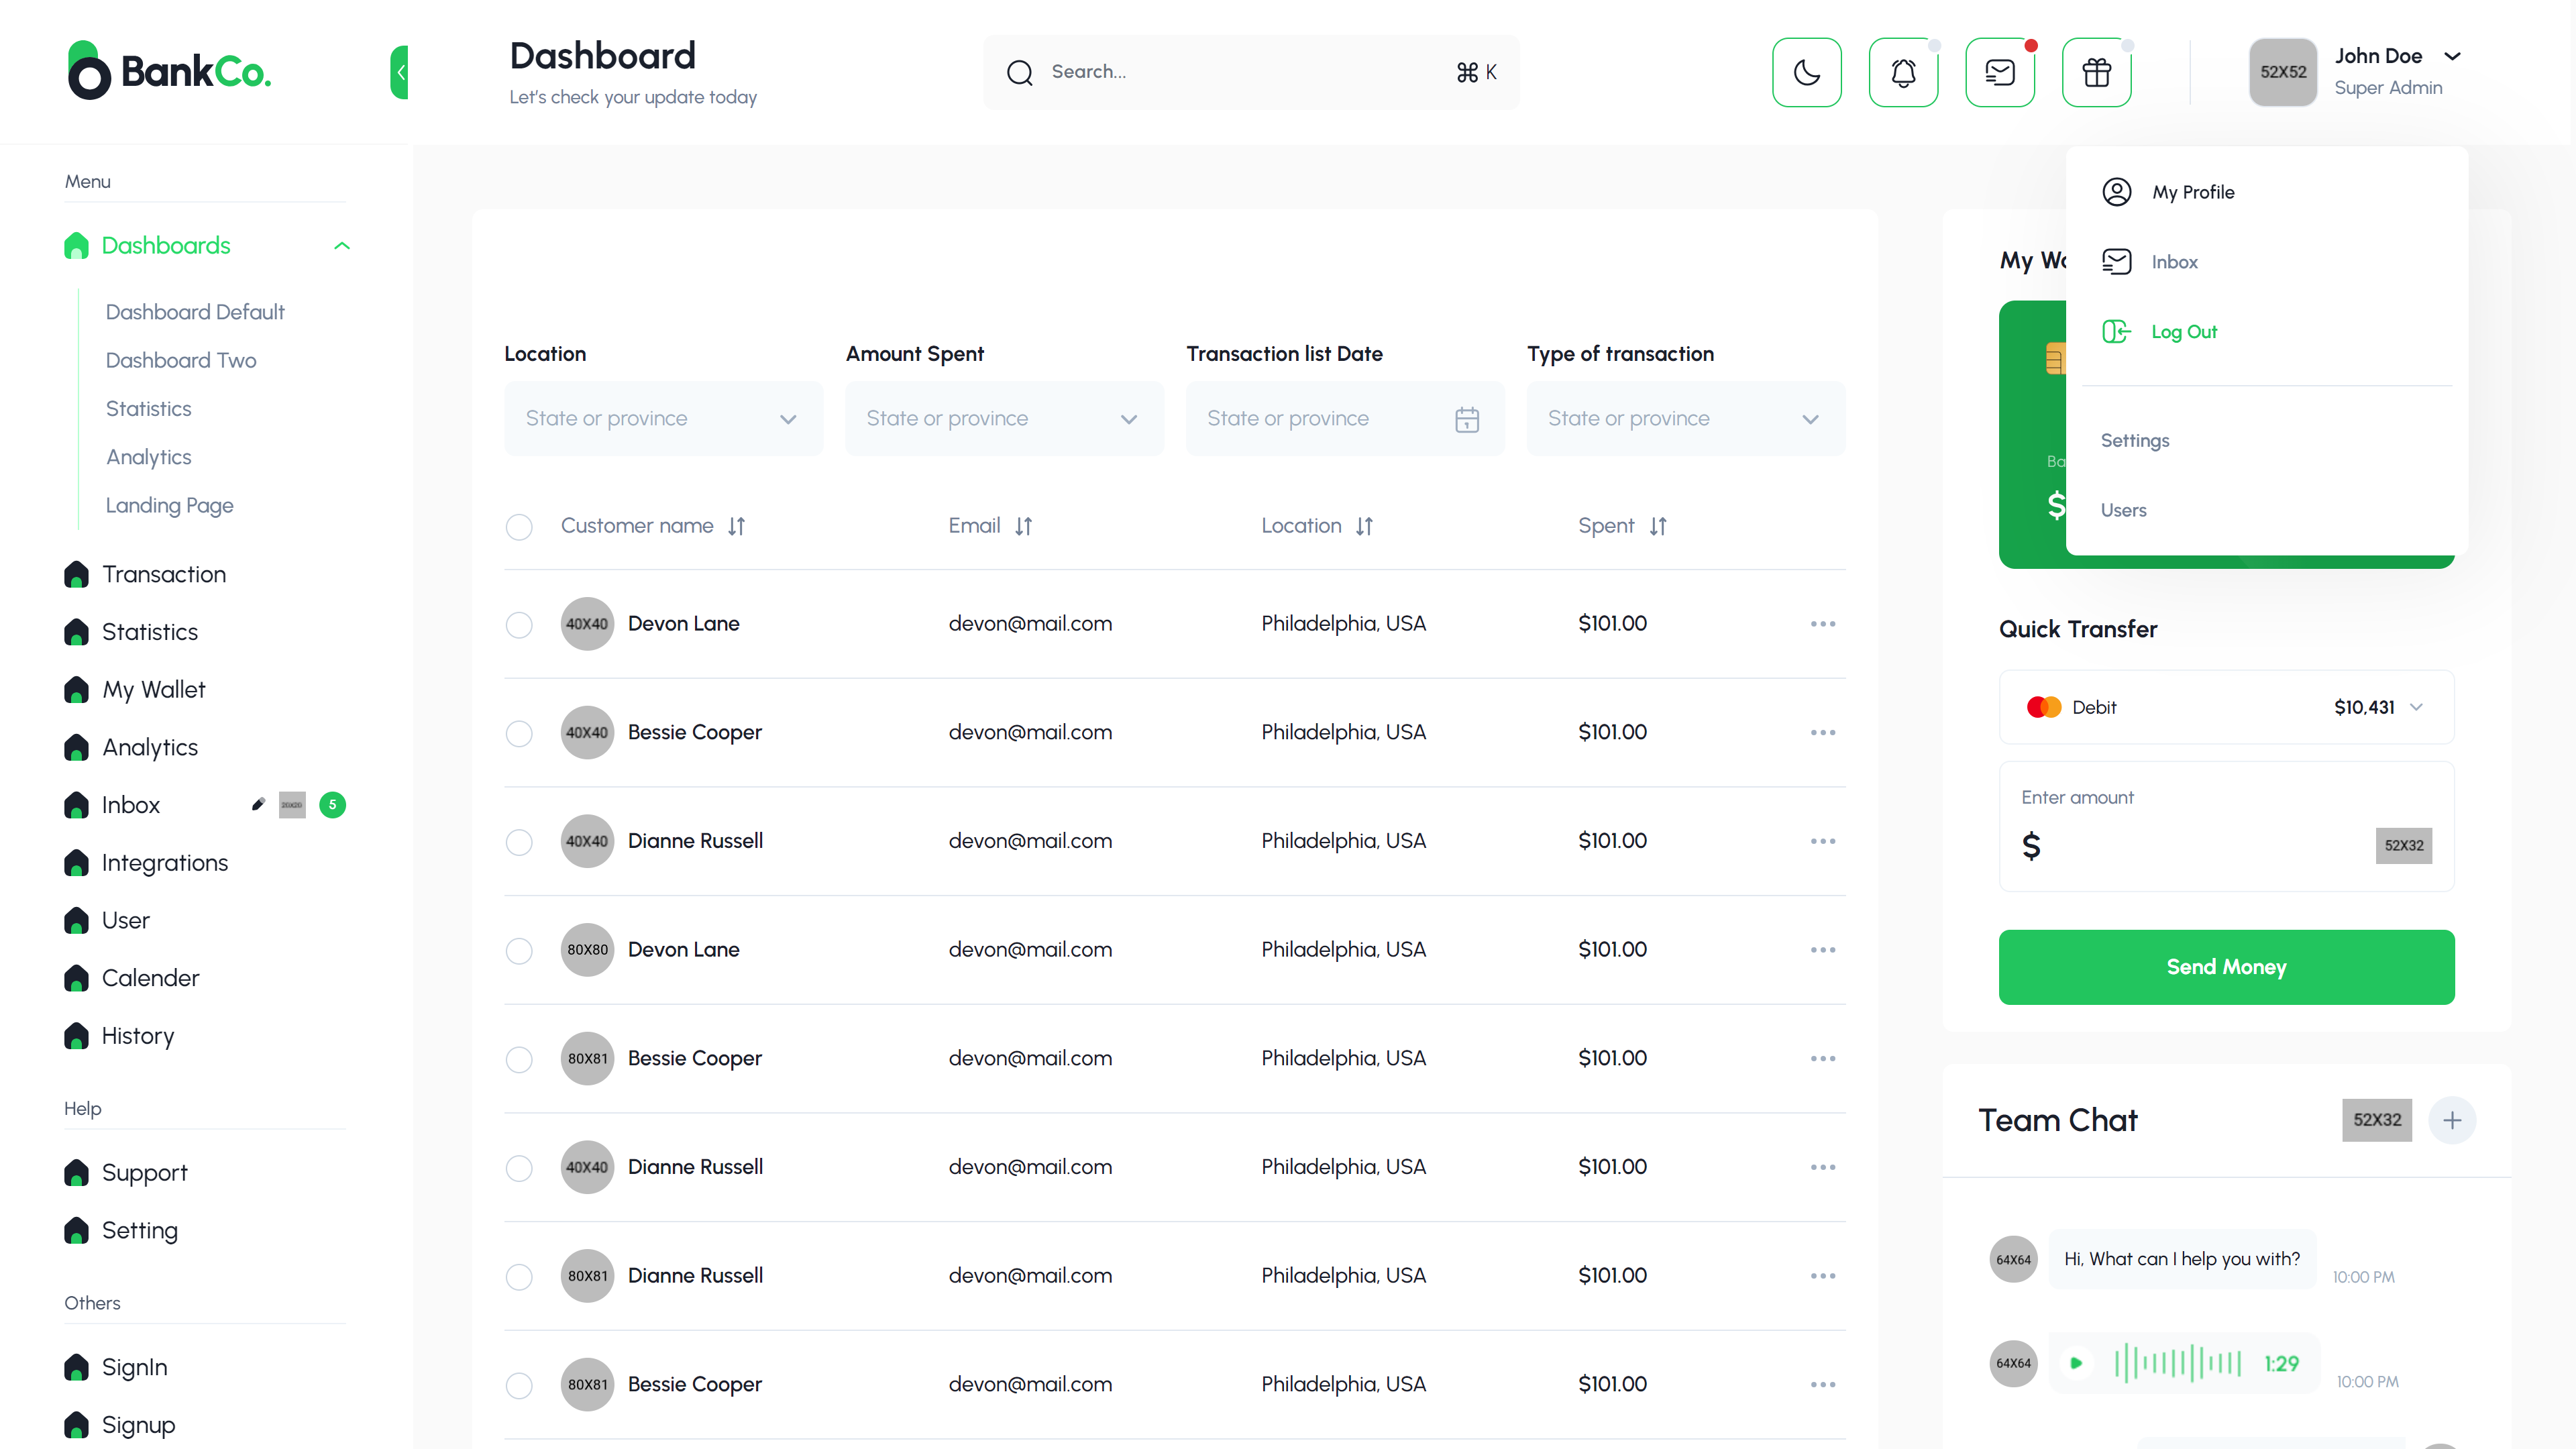 BankCo.
Dashboard
Let's check your update today
Search...
⌘ K
52X52
John Doe
Super Admin
Menu
Dashboards
Dashboard Default
Dashboard Two
Statistics
Analytics
Landing Page
Transaction
Statistics
My Wallet
Analytics
Inbox
5
Integrations
User
Calender
History
Help
Support
Setting
Others
SignIn
Signup
Location
Amount Spent
Transaction list Date
Type of transaction
State or province
State or province
State or province
State or province
Customer name
Email
Location
Spent
40X40 Devon Lane devon@mail.com Philadelphia, USA $101.00
40X40 Bessie Cooper devon@mail.com Philadelphia, USA $101.00
40X40 Dianne Russell devon@mail.com Philadelphia, USA $101.00
80X80 Devon Lane devon@mail.com Philadelphia, USA $101.00
80X81 Bessie Cooper devon@mail.com Philadelphia, USA $101.00
40X40 Dianne Russell devon@mail.com Philadelphia, USA $101.00
80X81 Dianne Russell devon@mail.com Philadelphia, USA $101.00
80X81 Bessie Cooper devon@mail.com Philadelphia, USA $101.00
My Profile
Inbox
Log Out
Settings
Users
My
$
Quick Transfer
Debit
$10,431
Enter amount
$
52X32
Send Money
Team Chat
52X32
64X64
Hi, What can I help you with?
10:00 PM
64X64
1:29
10:00 PM